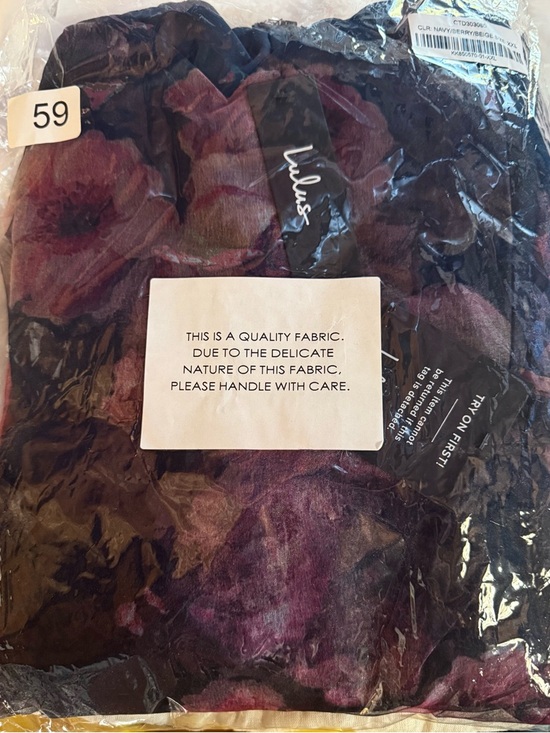 59
Lulus
THIS IS A QUALITY FABRIC.
DUE TO THE DELICATE
NATURE OF THIS FABRIC,
PLEASE HANDLE WITH CARE.
TRY ON FIRST!
This item cannot
be returned if this
tag is detached.